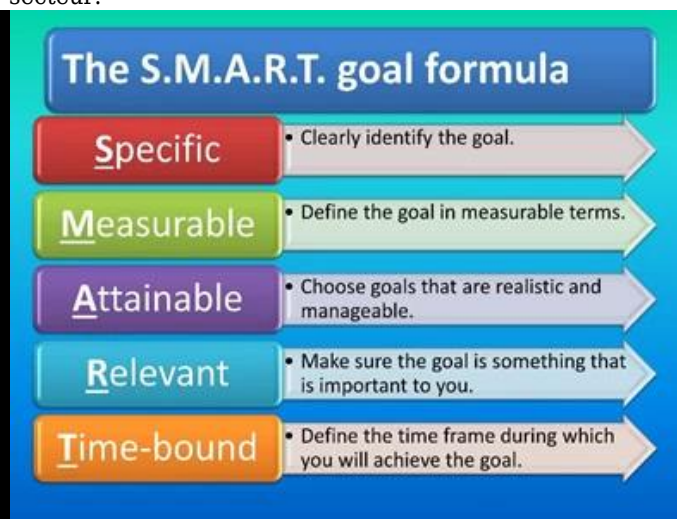 secteur.
The S.M.A.R.T. goal formula
Specific
• Clearly identify the goal.
Measurable
• Define the goal in measurable terms.
Attainable
• Choose goals that are realistic and
manageable.
Relevant
• Make sure the goal is something that
is important to you.
Time-bound
• Define the time frame during which
you will achieve the goal.